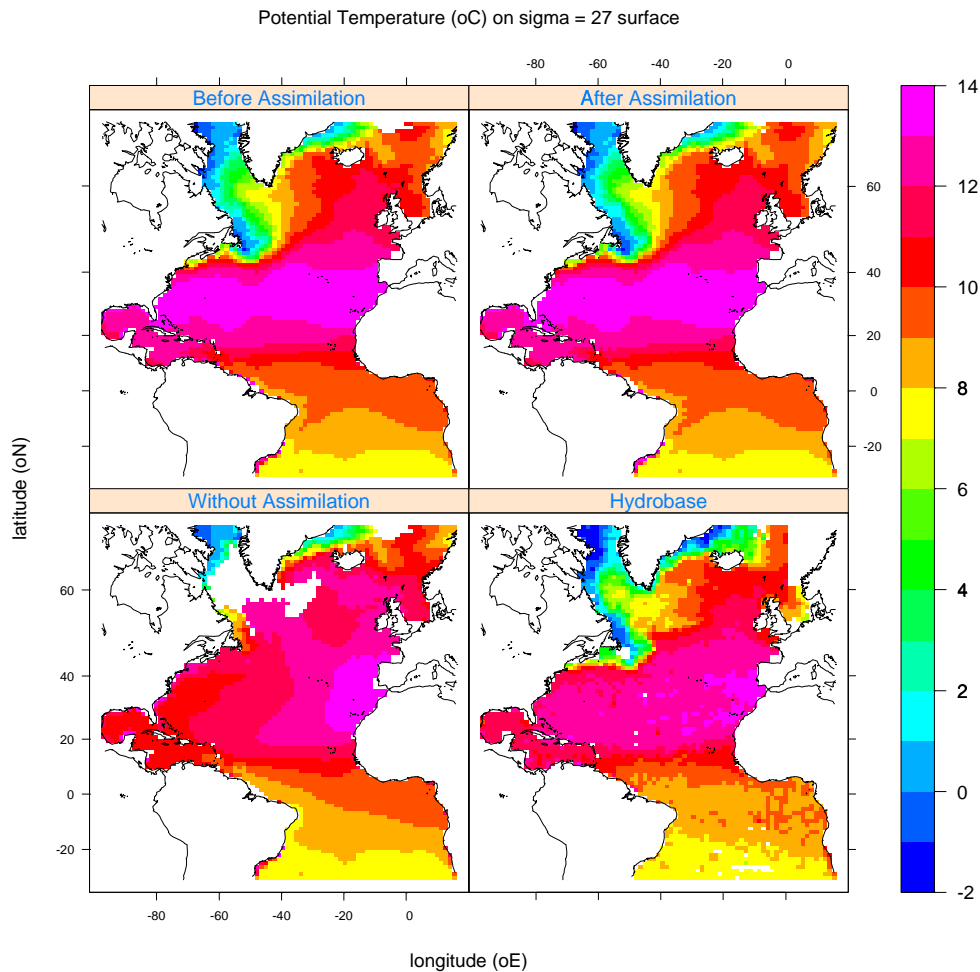 Potential Temperature (oC) on sigma = 27 surface
-80 -60 -40 -20 0
Before Assimilation
After Assimilation
60
40
20
0
-20
Without Assimilation
Hydrobase
60
40
20
0
-20
-80 -60 -40 -20 0
14
12
10
8
6
4
2
0
-2
latitude (oN)
longitude (oE)